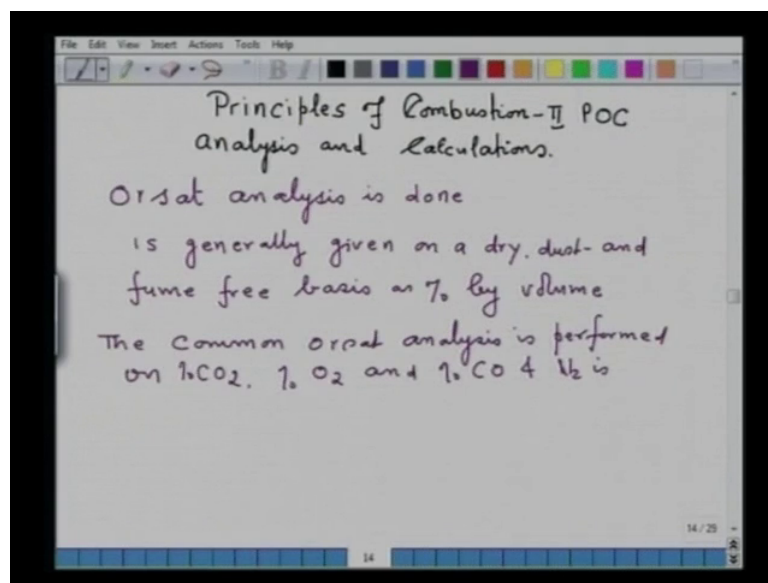 File Edit View Insert Actions Tools Help
Principles of Combustion-II POC
analysis and Calculations.
Orsat analysis is done
is generally given on a dry, dust- and
fume free basis as % by volume
The common orsat analysis is performed
on % CO2. % O2 and % CO & N2 is
14/25
14